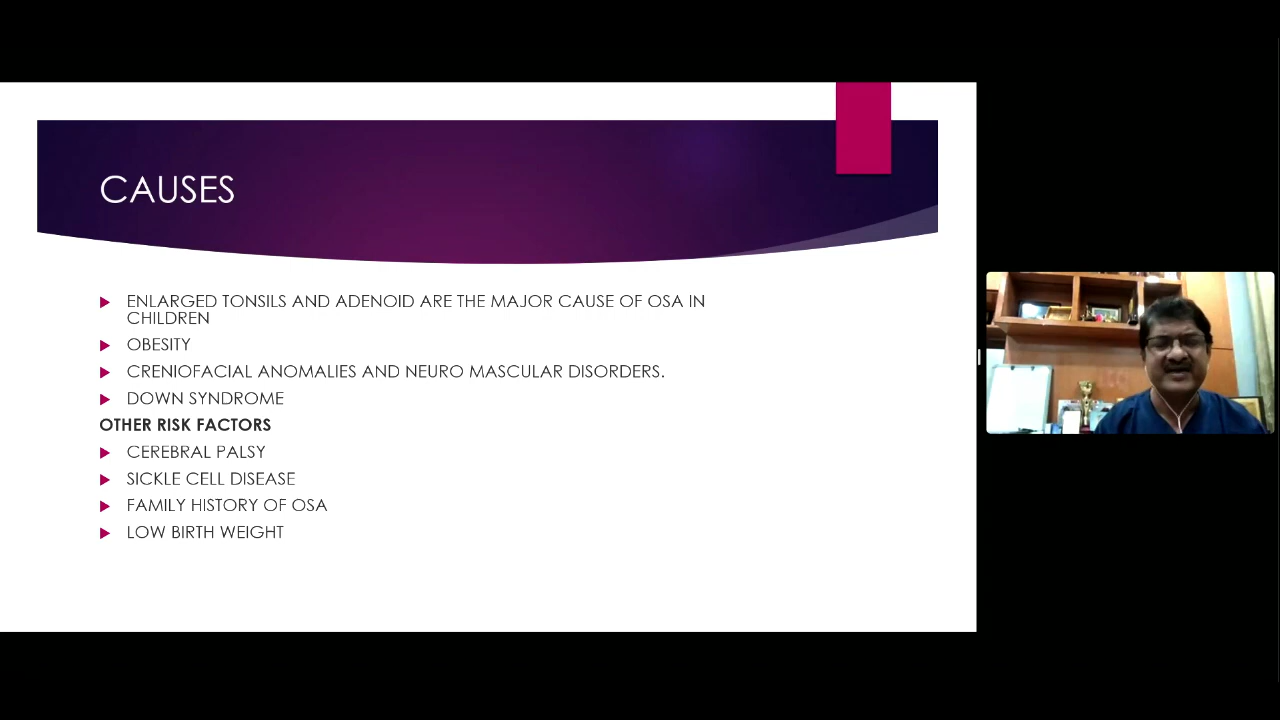 CAUSES
ENLARGED TONSILS AND ADENOID ARE THE MAJOR CAUSE OF OSA IN
CHILDREN
OBESITY
CRENIOFACIAL ANOMALIES AND NEURO MASCULAR DISORDERS.
DOWN SYNDROME
OTHER RISK FACTORS
CEREBRAL PALSY
SICKLE CELL DISEASE
FAMILY HISTORY OF OSA
LOW BIRTH WEIGHT